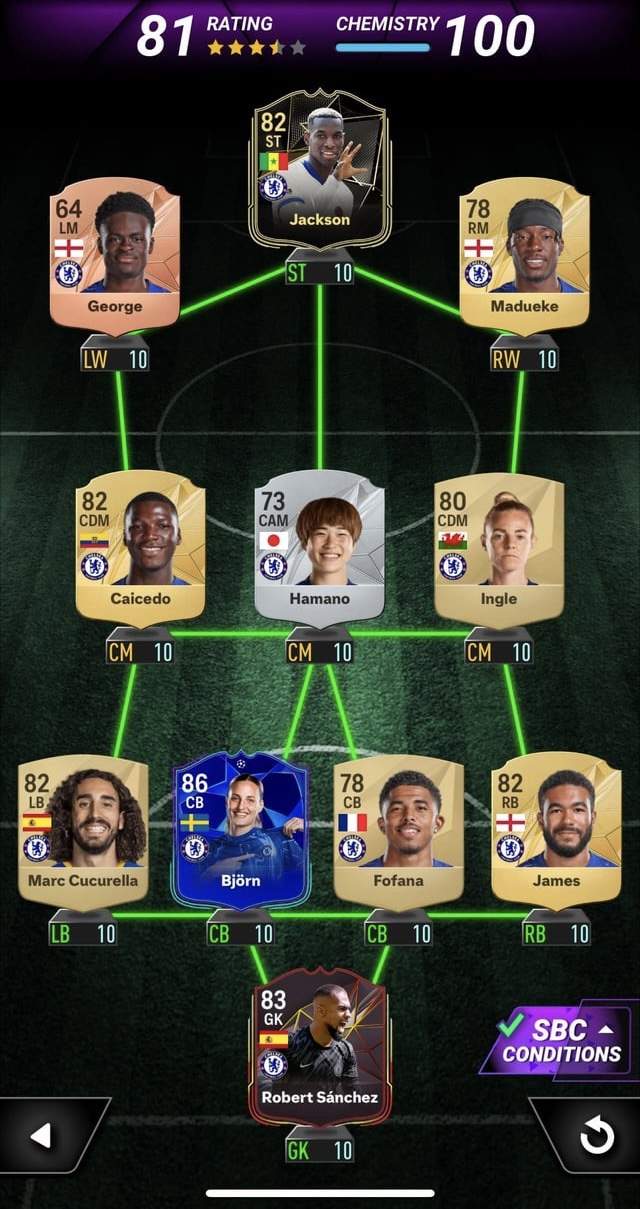 81 RATING CHEMISTRY 100
82
ST
Jackson
ST 10
64
LM
George
LW 10
78
RM
Madueke
RW 10
82
CDM
Caicedo
CM 10
73
CAM
Hamano
CM 10
80
CDM
Ingle
CM 10
82
LB
Marc Cucurella
LB 10
86
CB
Björn
CB 10
78
CB
Fofana
CB 10
82
RB
James
RB 10
83
GK
Robert Sánchez
GK 10
SBC
CONDITIONS